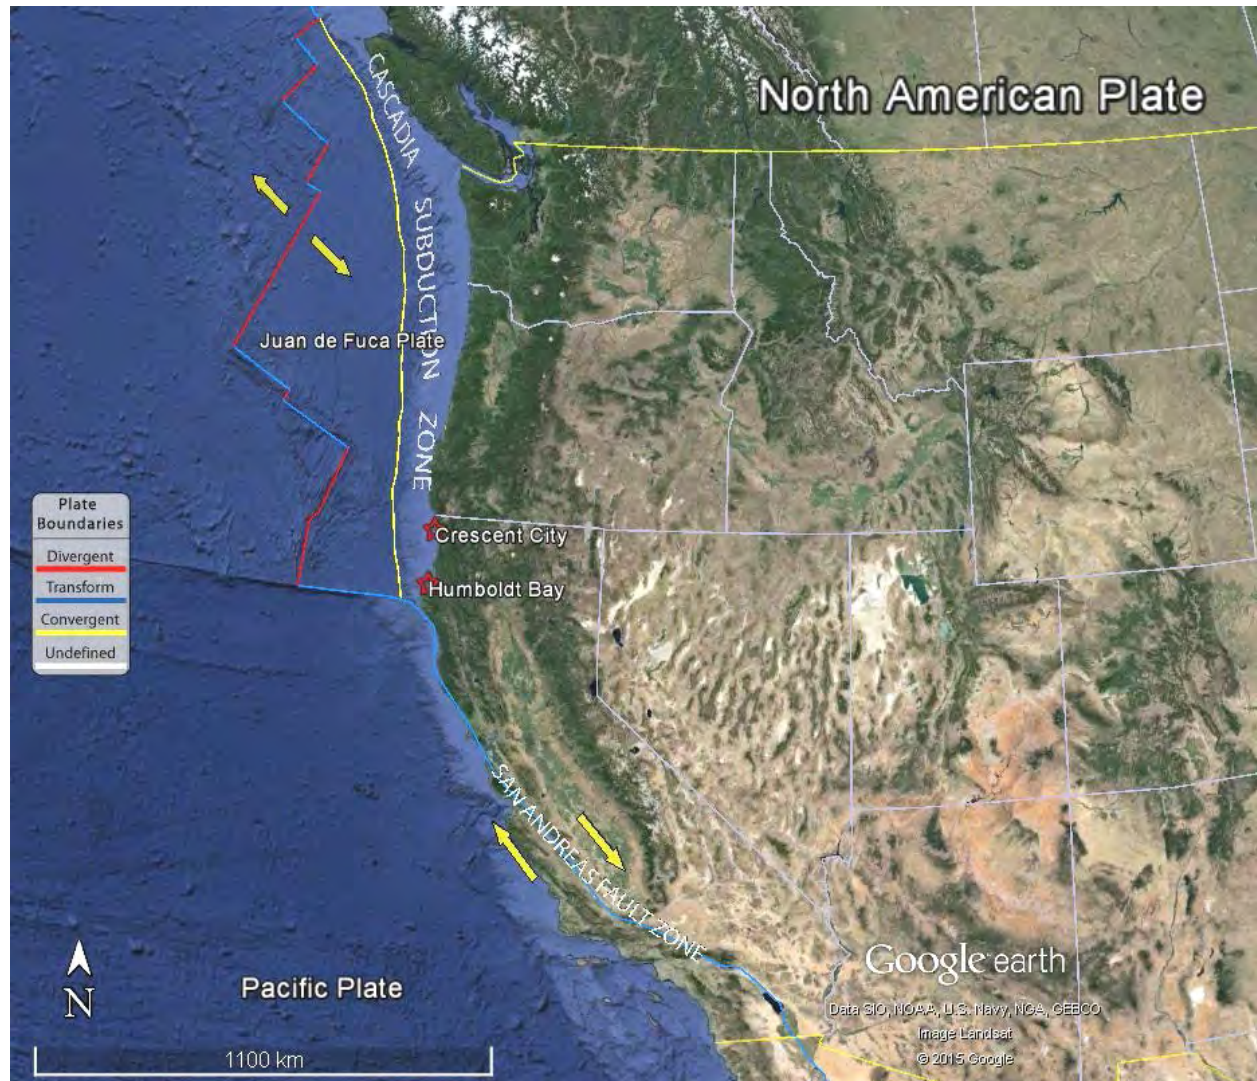 North American Plate
CASCADIA SUBDUCTION ZONE
Juan de Fuca Plate
Plate
Boundaries
Divergent
Transform
Convergent
Undefined
Crescent City
Humboldt Bay
SAN ANDREAS FAULT ZONE
Pacific Plate
N
1100 km
Google earth
Data SIO, NOAA, U.S. Navy, NGA, GEBCO
Image Landsat
© 2015 Google